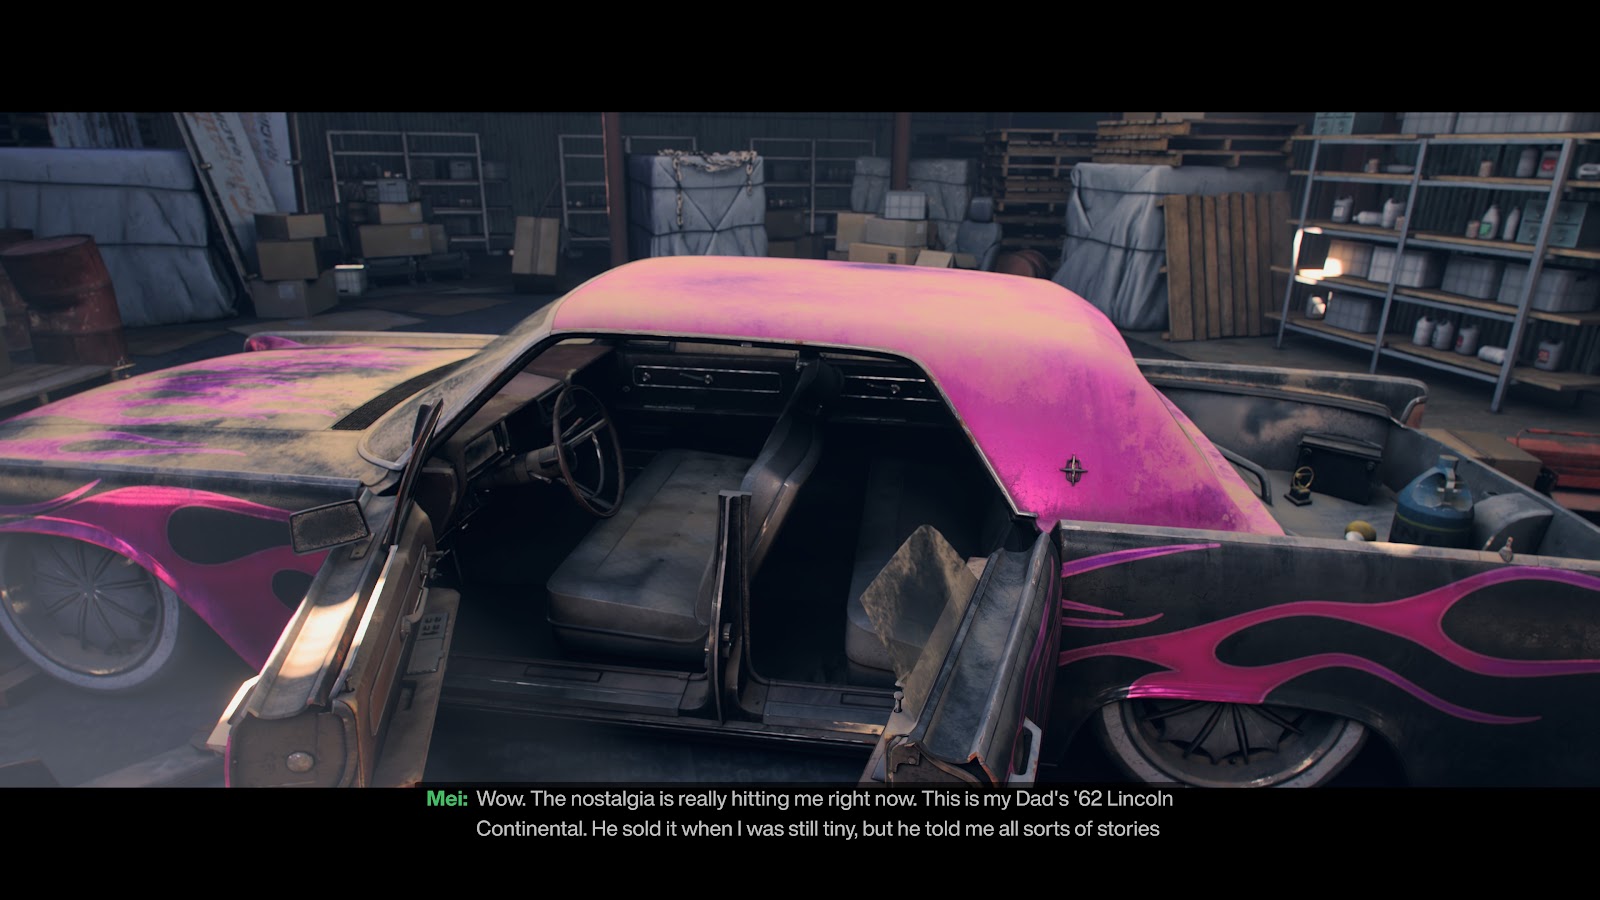 Mei: Wow. The nostalgia is really hitting me right now. This is my Dad's '62 Lincoln
Continental. He sold it when I was still tiny, but he told me all sorts of stories